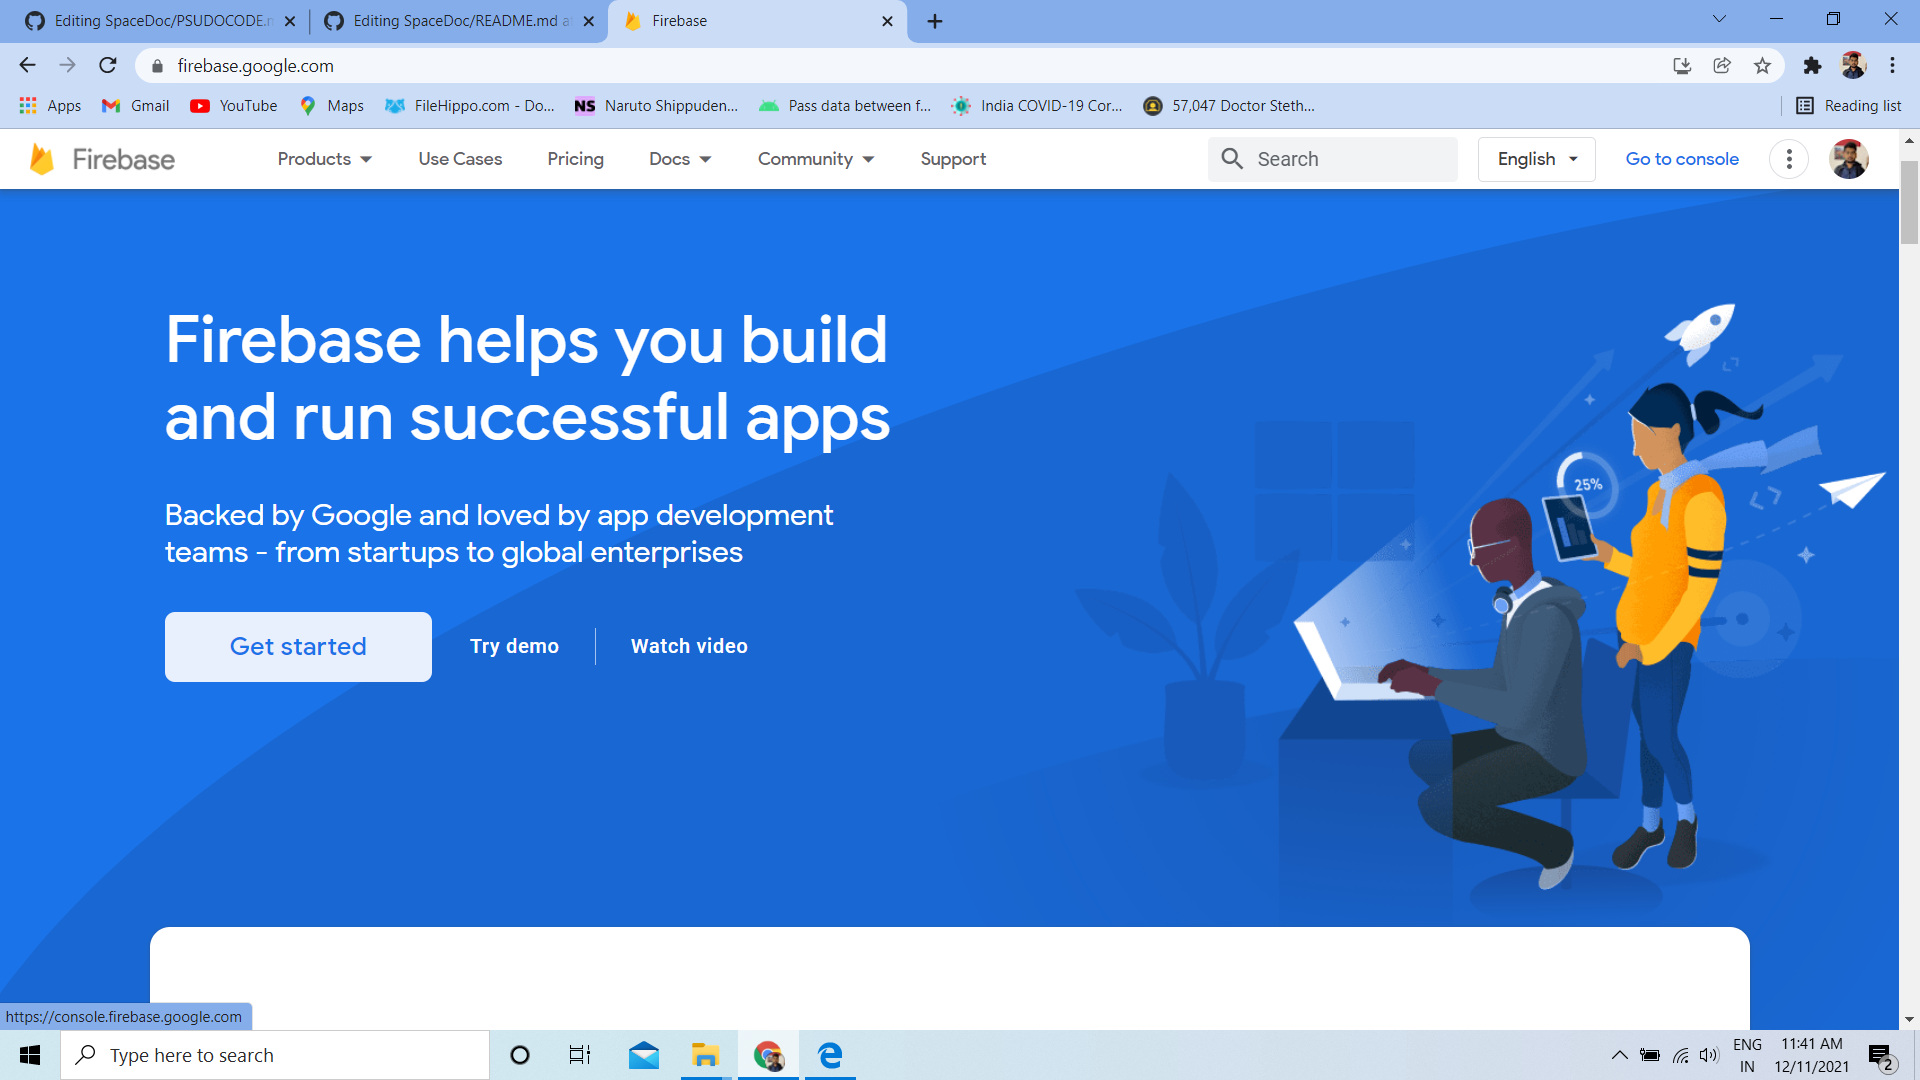 Editing SpaceDoc/PSUDOCODE.m
Editing SpaceDoc/README.md at
Firebase
firebase.google.com
Apps
Gmail
YouTube
Maps
FileHippo.com - Do...
NS Naruto Shippuden...
Pass data between f...
India COVID-19 Cor...
57,047 Doctor Steth...
Reading list
Firebase
Products
Use Cases
Pricing
Docs
Community
Support
Search
English
Go to console
Firebase helps you build
and run successful apps
Backed by Google and loved by app development
teams - from startups to global enterprises
25%
Get started
Try demo
Watch video
https://console.firebase.google.com
Type here to search
ENG
IN
11:41 AM
12/11/2021
2